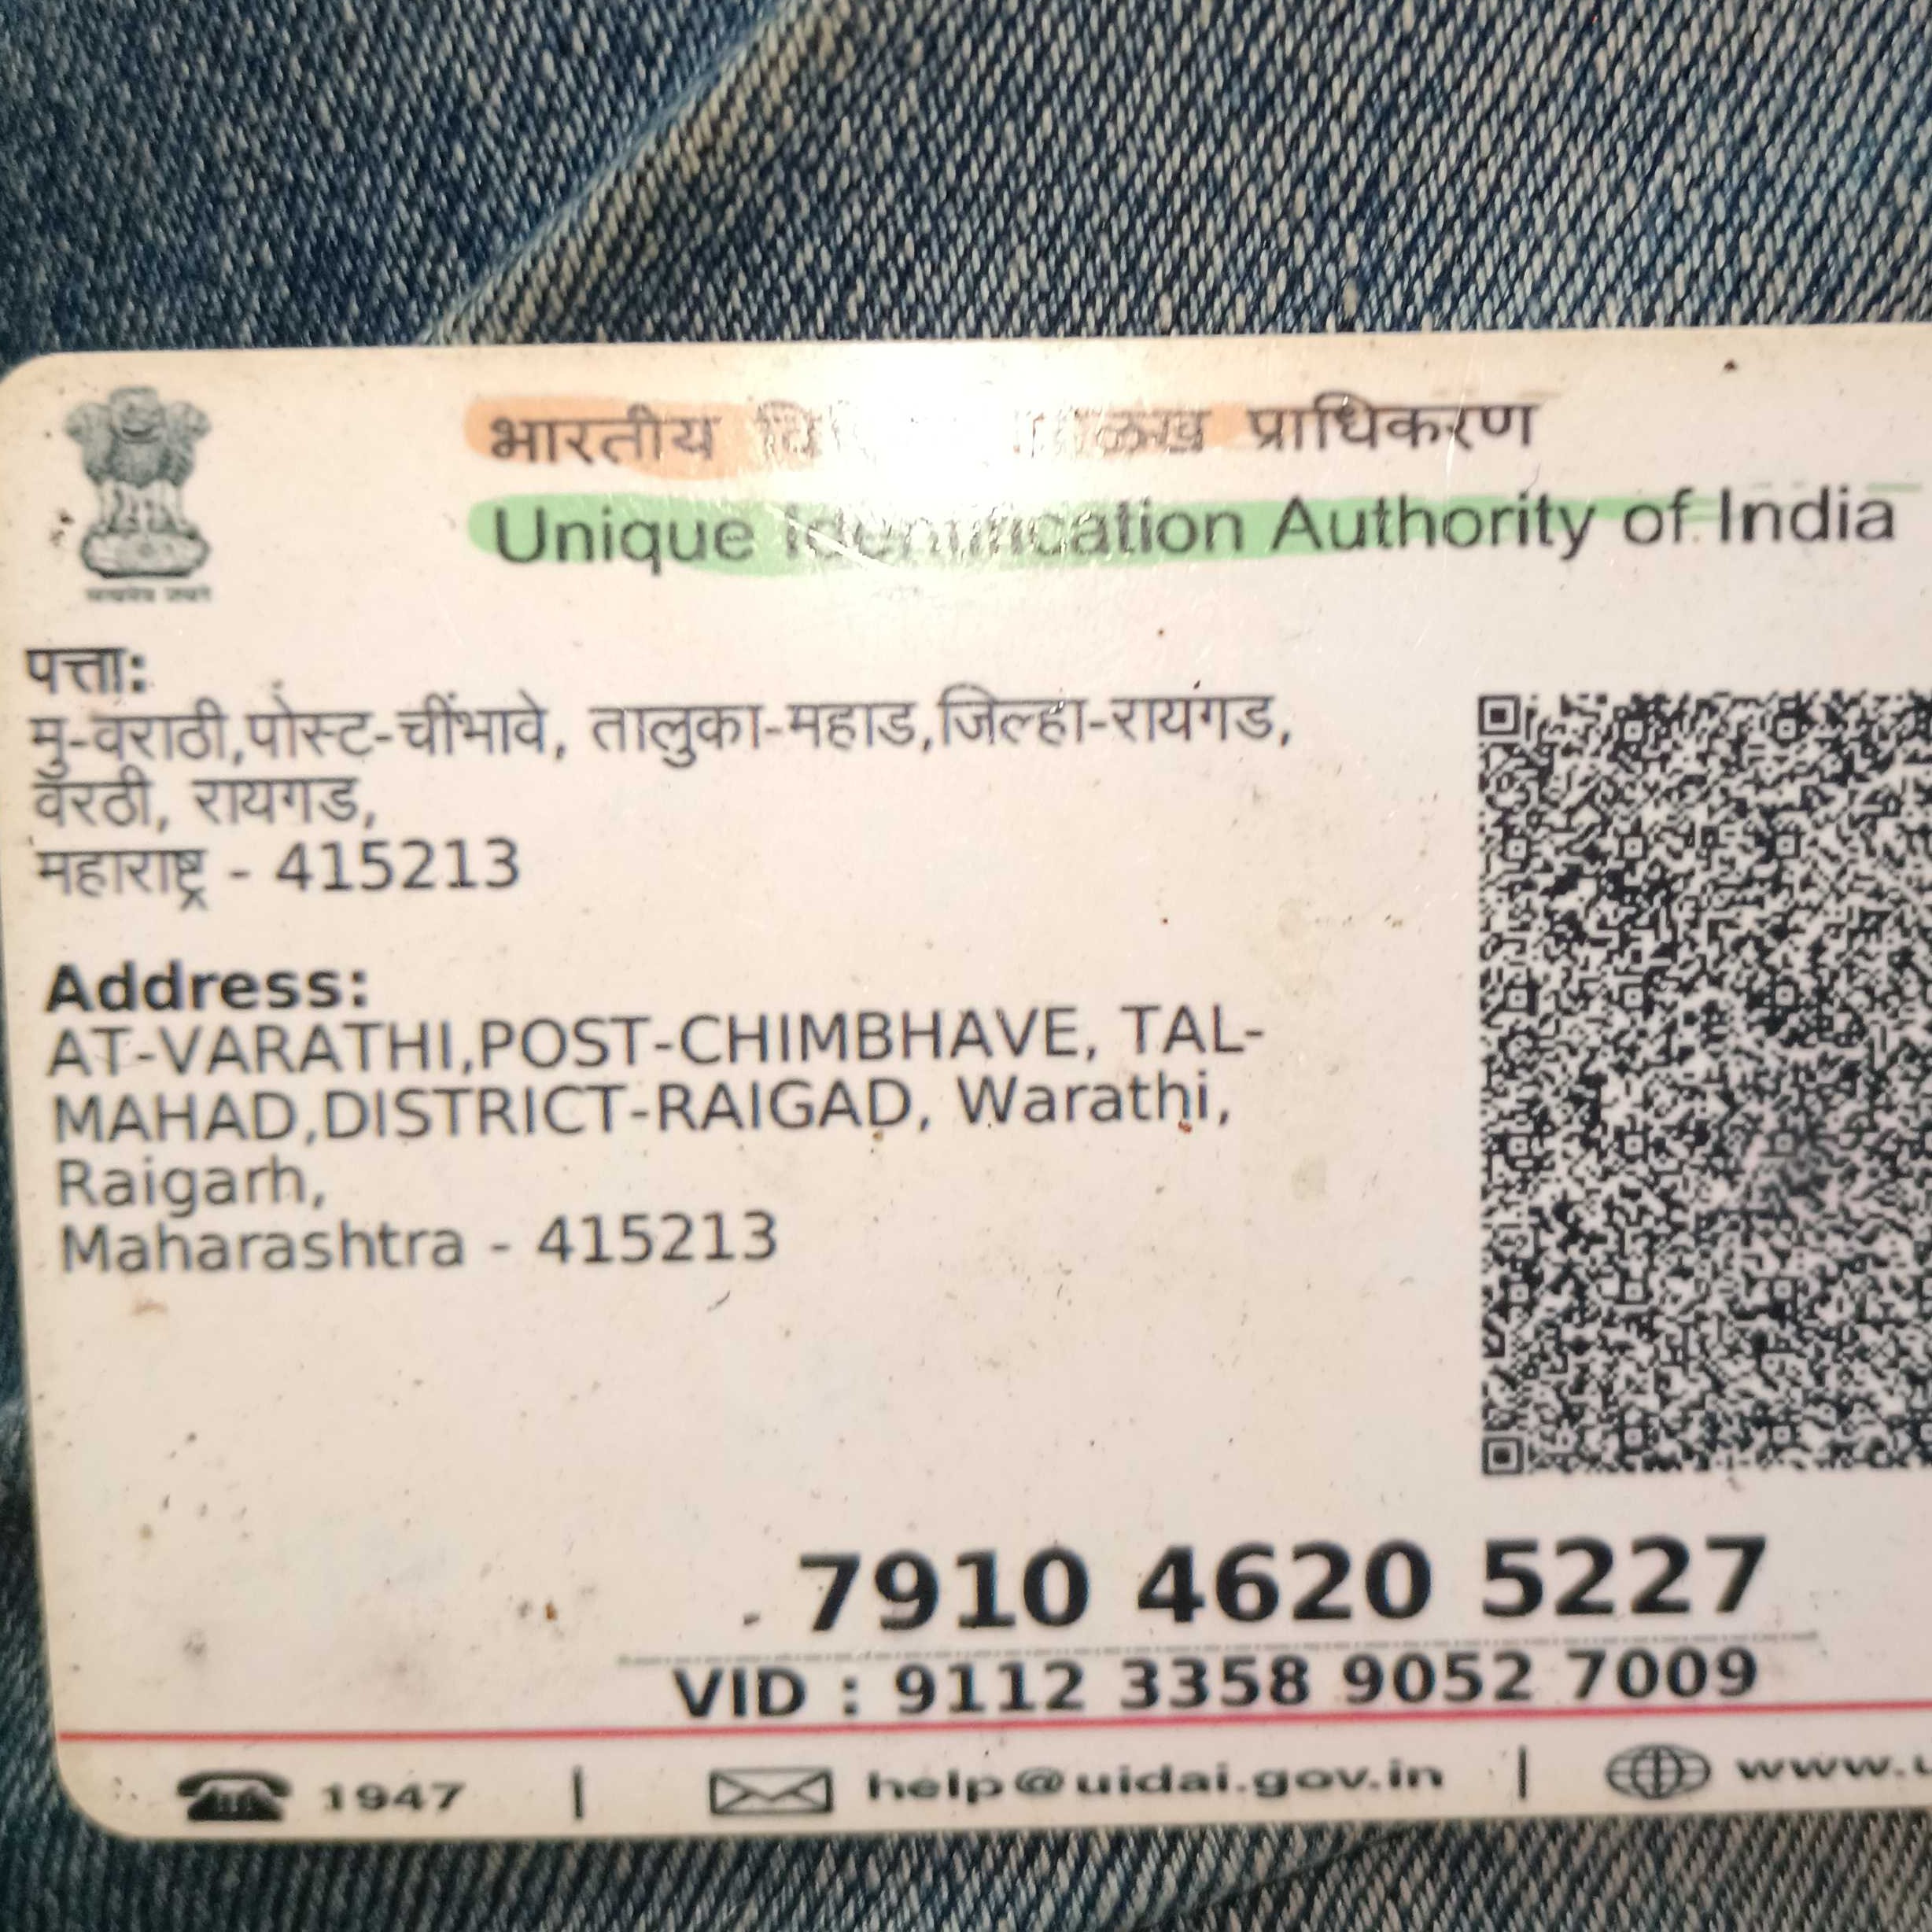 भारतीय प्राधिकरण
Unique Identification Authority of India
पत्ता:
मु-वराठी,पोस्ट-चींभावे, तालुका-महाड,जिल्हा-रायगड,
वरठी, रायगड,
महाराष्ट्र - 415213
Address:
AT-VARATHI,POST-CHIMBHAVE, TAL-
MAHAD,DISTRICT-RAIGAD, Warathi,
Raigarh,
Maharashtra - 415213
7910 4620 5227
VID : 9112 3358 9052 7009
1947 | help@uidai.gov.in | www.